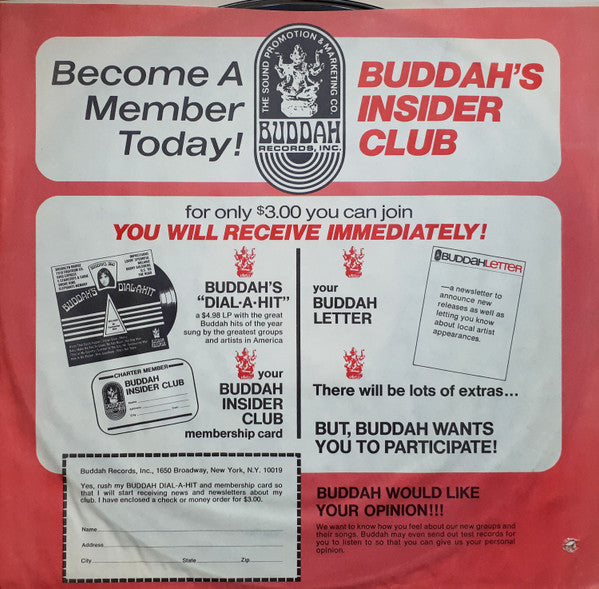 Become A
Member
Today!
THE SOUND PROMOTION & MARKETING CO.
BUDDAH
RECORDS, INC.
BUDDAH'S
INSIDER
CLUB
for only $3.00 you can join
YOU WILL RECEIVE IMMEDIATELY!
BUDDAH'S
DIAL-A-HIT
BUDDAH'S
"DIAL-A-HIT"
a $4.98 LP with the great
Buddah hits of the year
sung by the greatest groups
and artists in America
CHARTER MEMBER
BUDDAH
INSIDER CLUB
Name
Address
City
your
BUDDAH
INSIDER
CLUB
membership card
your
BUDDAH
LETTER
BUDDAHLETTER
—a newsletter to
announce new
releases as well as
letting you know
about local artist
appearances.
There will be lots of extras...
BUT, BUDDAH WANTS
YOU TO PARTICIPATE!
Buddah Records, Inc., 1650 Broadway, New York, N.Y. 10019
Yes, rush my BUDDAH DIAL-A-HIT and membership card so
that I will start receiving news and newsletters about my
club. I have enclosed a check or money order for $3.00.
Name
Address
City State Zip
BUDDAH WOULD LIKE
YOUR OPINION!!!
We want to know how you feel about our new groups and
their songs. Buddah may even send out test records for
you to listen to so that you can give us your personal
opinion.